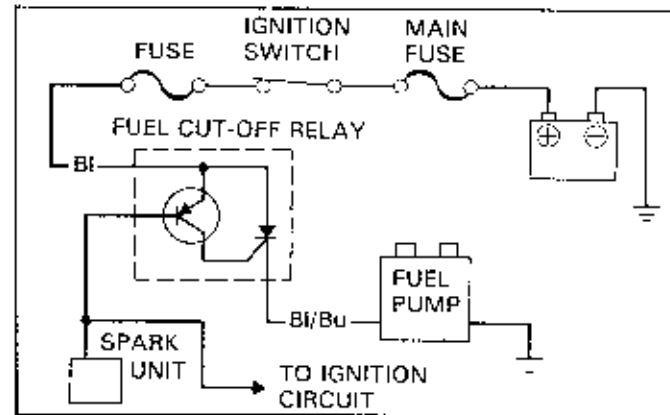 FUSE
IGNITION
SWITCH
MAIN
FUSE
FUEL CUT-OFF RELAY
Bl
Bl/Bu
FUEL
PUMP
SPARK
UNIT
TO IGNITION
CIRCUIT